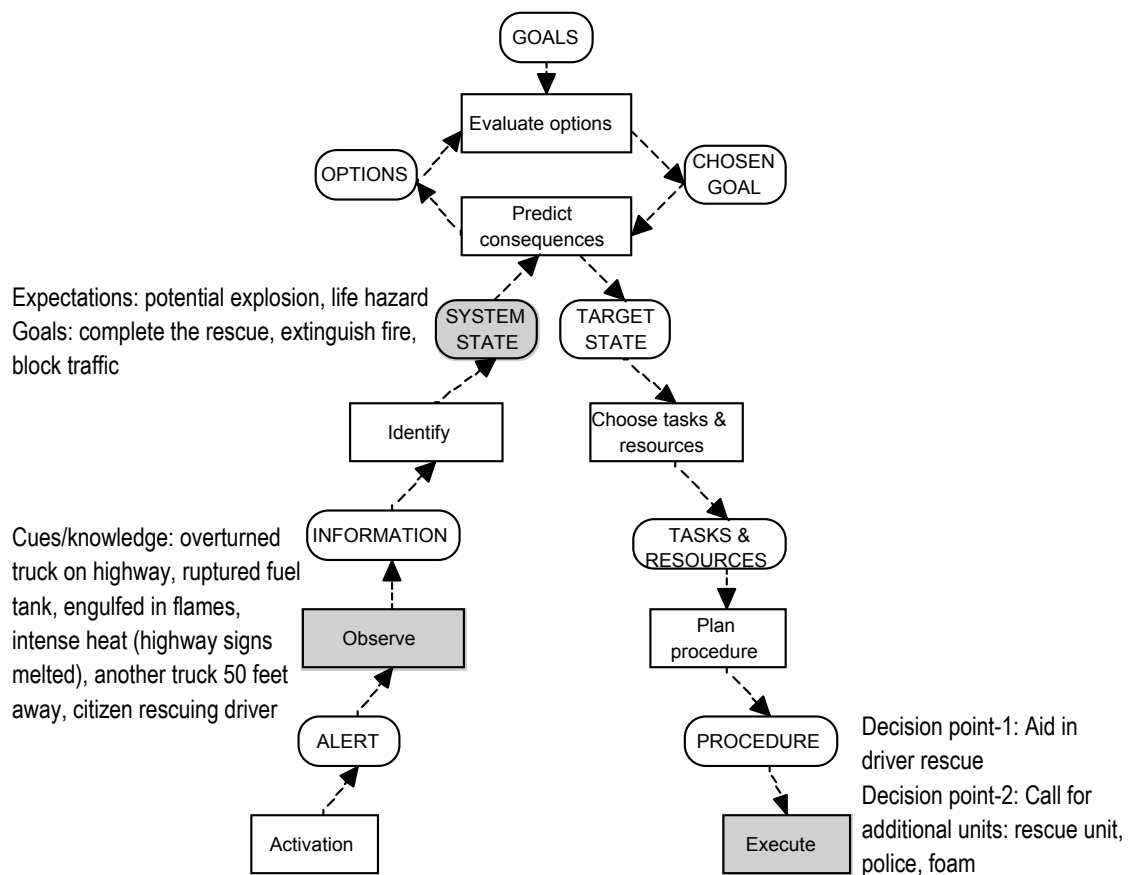 GOALS
Evaluate options
OPTIONS
CHOSEN
GOAL
Predict
consequences
Expectations: potential explosion, life hazard
Goals: complete the rescue, extinguish fire,
block traffic
SYSTEM
STATE
TARGET
STATE
Identify
Choose tasks &
resources
Cues/knowledge: overturned
truck on highway, ruptured fuel
tank, engulfed in flames,
intense heat (highway signs
melted), another truck 50 feet
away, citizen rescuing driver
INFORMATION
TASKS &
RESOURCES
Observe
Plan
procedure
ALERT
PROCEDURE
Decision point-1: Aid in
driver rescue
Decision point-2: Call for
additional units: rescue unit,
police, foam
Activation
Execute